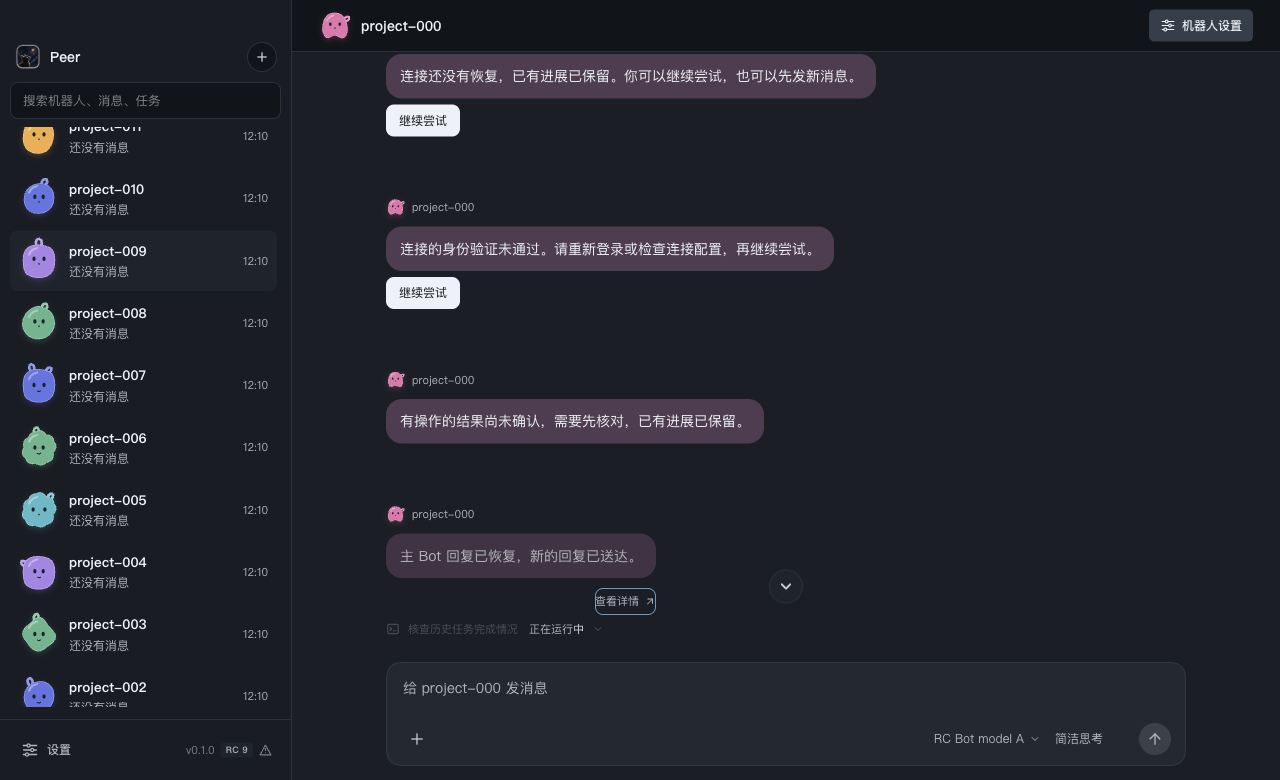 Peer
搜索机器人、消息、任务
project-011
12:10
还没有消息
project-010
12:10
还没有消息
project-009
12:10
还没有消息
project-008
12:10
还没有消息
project-007
12:10
还没有消息
project-006
12:10
还没有消息
project-005
12:10
还没有消息
project-004
12:10
还没有消息
project-003
12:10
还没有消息
project-002
12:10
还没有消息
设置
v0.1.0
RC 9
project-000
机器人设置
连接还没有恢复，已有进展已保留。你可以继续尝试，也可以先发新消息。
继续尝试
project-000
连接的身份验证未通过。请重新登录或检查连接配置，再继续尝试。
继续尝试
project-000
有操作的结果尚未确认，需要先核对，已有进展已保留。
project-000
主 Bot 回复已恢复，新的回复已送达。
查看详情
核查历史任务完成情况 正在运行中
给 project-000 发消息
RC Bot model A
简洁思考